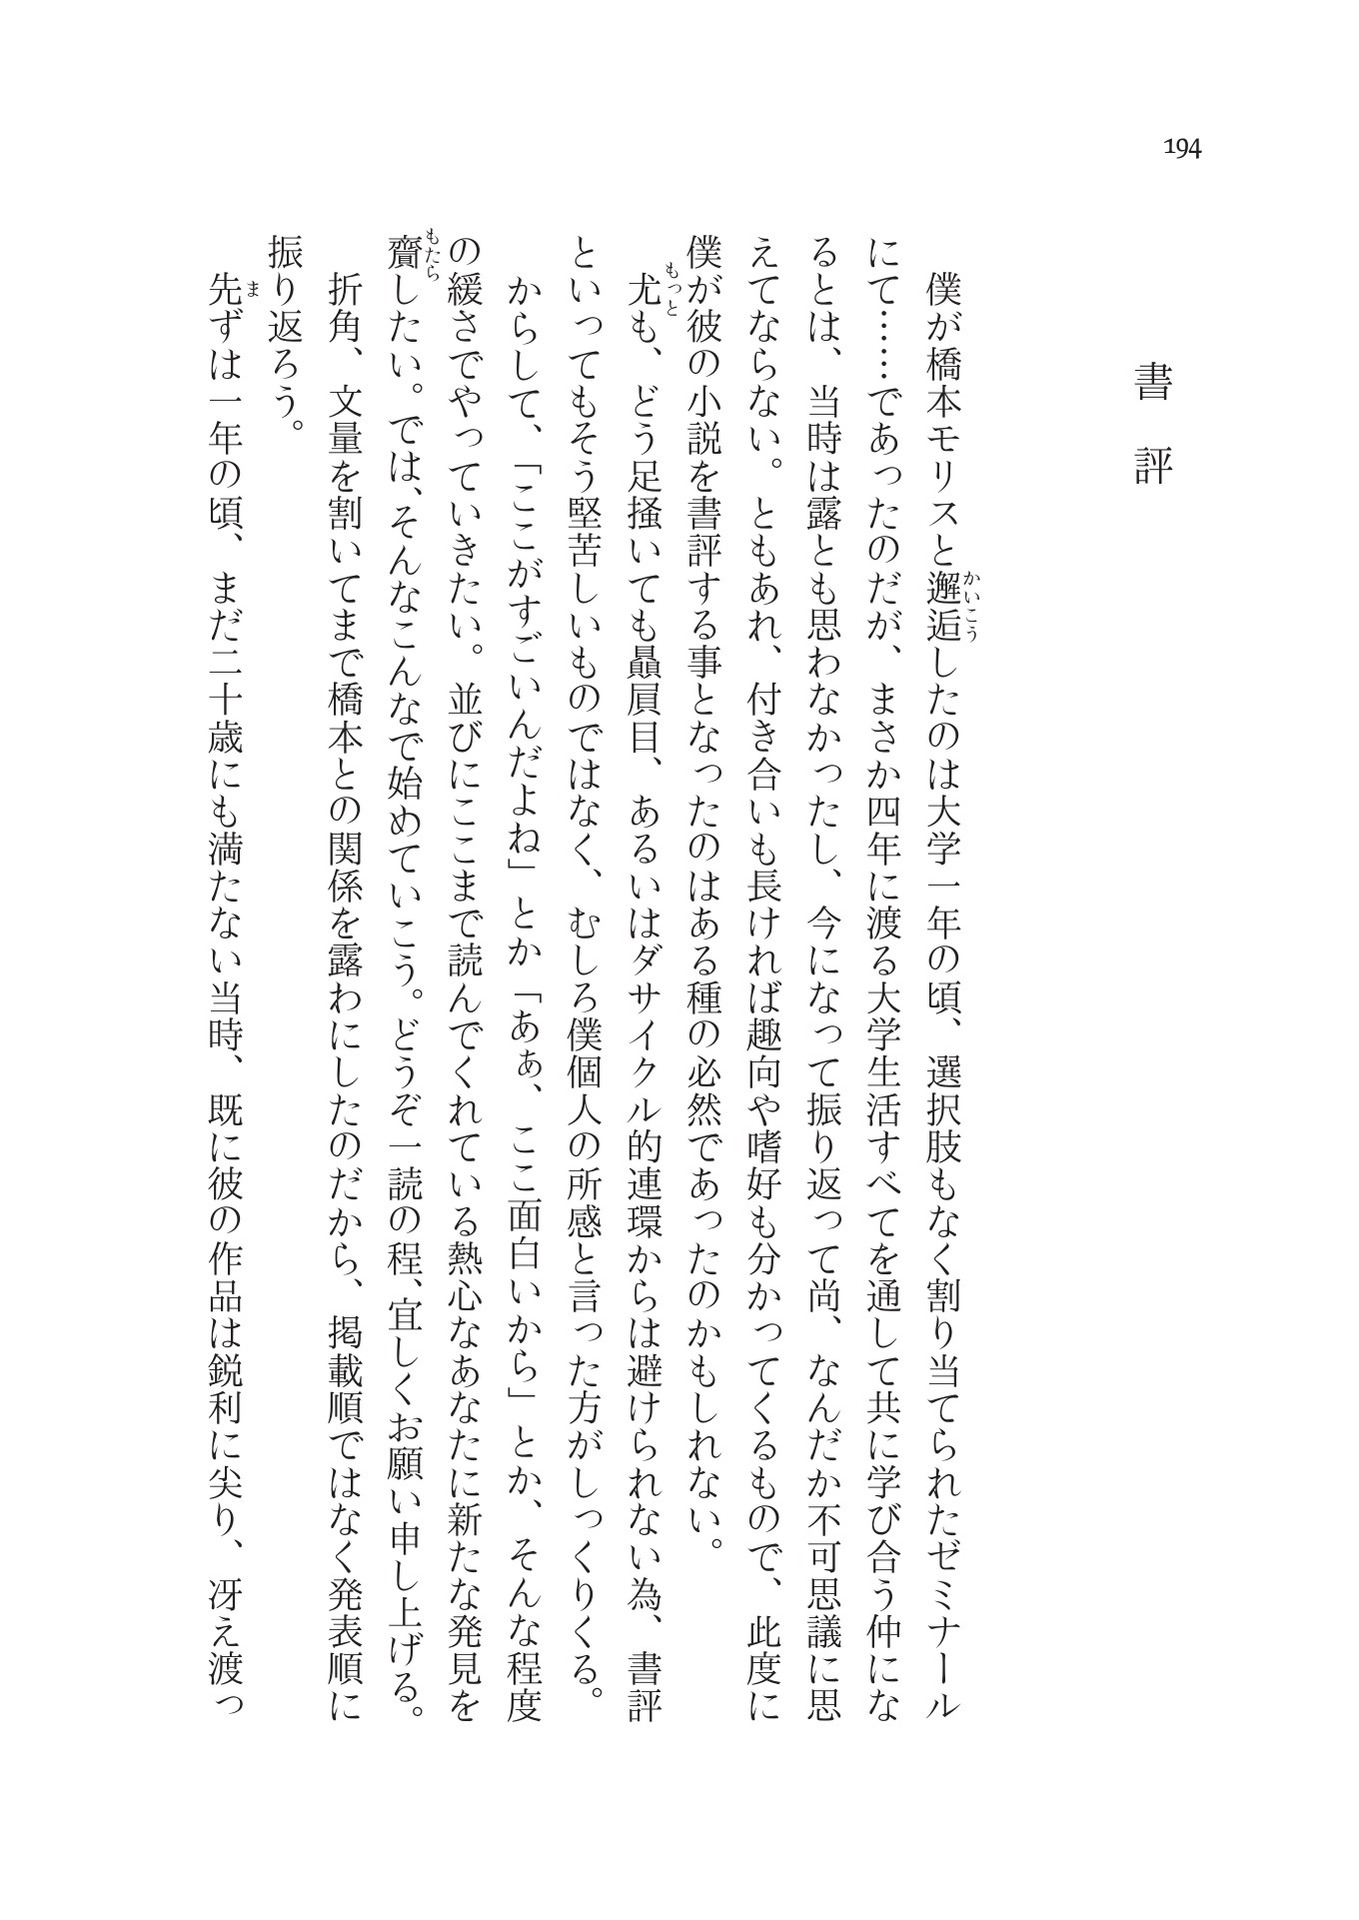 194
書評
僕が橋本モリスと邂逅したのは大学一年の頃、選択肢もなく割り当てられたゼミナール
にて……であったのだが、まさか四年に渡る大学生活すべてを通して共に学び合う仲にな
るとは、当時は露とも思わなかったし、今になって振り返って尚、なんだか不可思議に思
えてならない。ともあれ、付き合いも長ければ趣向や嗜好も分かってくるもので、此度に
僕が彼の小説を書評する事となったのはある種の必然であったのかもしれない。
尤も、どう足掻いても贔屓目、あるいはダサイクル的連環からは避けられない為、書評
といってもそう堅苦しいものではなく、むしろ僕個人の所感と言った方がしっくりくる。
からして、「ここがすごいんだよね」とか「あぁ、ここ面白いから」とか、そんな程度
の緩さでやっていきたい。並びにここまで読んでくれている熱心なあなたに新たな発見を
齎したい。では、そんなこんなで始めていこう。どうぞ一読の程、宜しくお願い申し上げる。
折角、文量を割いてまで橋本との関係を露わにしたのだから、掲載順ではなく発表順に
振り返ろう。
先ずは一年の頃、まだ二十歳にも満たない当時、既に彼の作品は鋭利に尖り、冴え渡っ